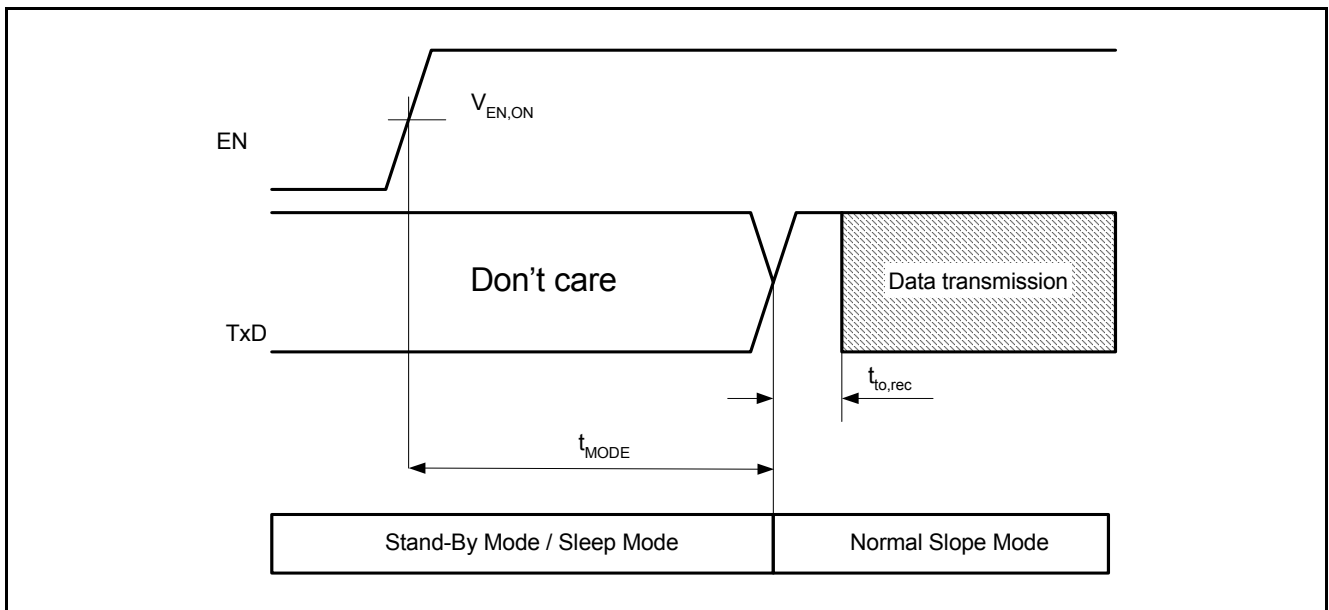 V_EN,ON
EN
Don't care
Data transmission
TxD
t_to,rec
t_MODE
Stand-By Mode / Sleep Mode
Normal Slope Mode